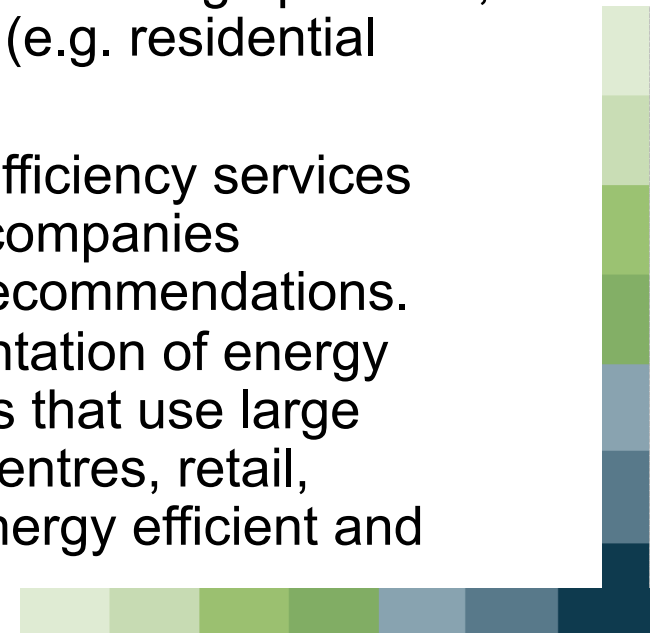 (e.g. residential
fficiency services
companies
ecommendations.
ntation of energy
s that use large
entres, retail,
nergy efficient and